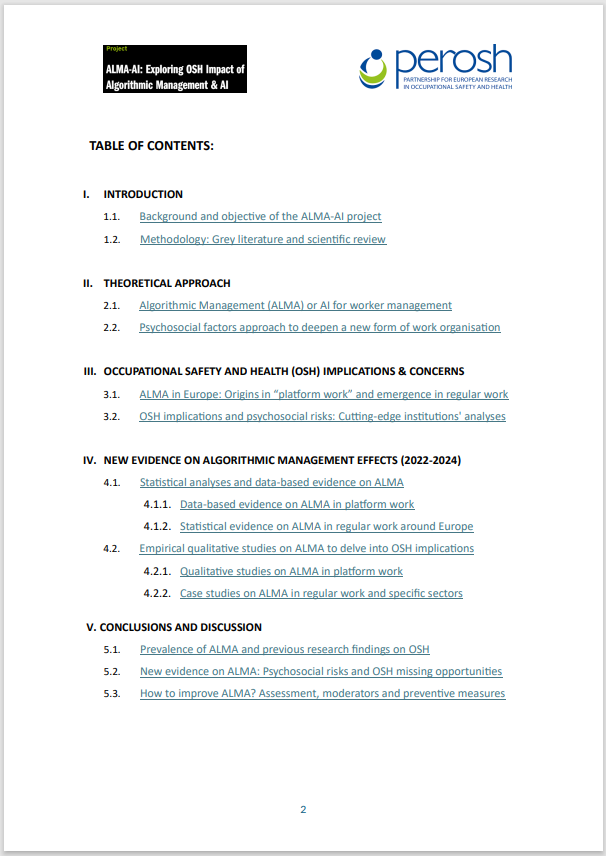 Project
ALMA-AI: Exploring OSH Impact of
Algorithmic Management & AI
perosh
PARTNERSHIP FOR EUROPEAN RESEARCH
IN OCCUPATIONAL SAFETY AND HEALTH
TABLE OF CONTENTS:
I. INTRODUCTION
1.1. Background and objective of the ALMA-AI project
1.2. Methodology: Grey literature and scientific review
II. THEORETICAL APPROACH
2.1. Algorithmic Management (ALMA) or AI for worker management
2.2. Psychosocial factors approach to deepen a new form of work organisation
III. OCCUPATIONAL SAFETY AND HEALTH (OSH) IMPLICATIONS & CONCERNS
3.1. ALMA in Europe: Origins in “platform work” and emergence in regular work
3.2. OSH implications and psychosocial risks: Cutting-edge institutions' analyses
IV. NEW EVIDENCE ON ALGORITHMIC MANAGEMENT EFFECTS (2022-2024)
4.1. Statistical analyses and data-based evidence on ALMA
4.1.1. Data-based evidence on ALMA in platform work
4.1.2. Statistical evidence on ALMA in regular work around Europe
4.2. Empirical qualitative studies on ALMA to delve into OSH implications
4.2.1. Qualitative studies on ALMA in platform work
4.2.2. Case studies on ALMA in regular work and specific sectors
V. CONCLUSIONS AND DISCUSSION
5.1. Prevalence of ALMA and previous research findings on OSH
5.2. New evidence on ALMA: Psychosocial risks and OSH missing opportunities
5.3. How to improve ALMA? Assessment, moderators and preventive measures
2